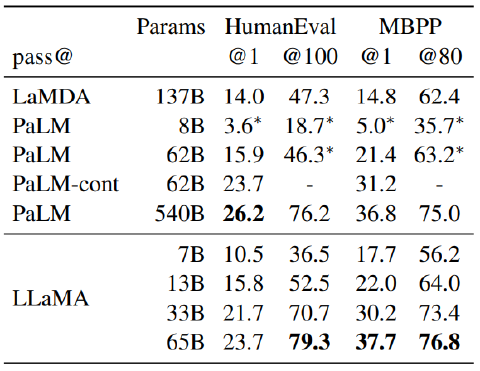 Params HumanEval MBPP
pass@ @1 @100 @1 @80
LaMDA 137B 14.0 47.3 14.8 62.4
PaLM 8B 3.6* 18.7* 5.0* 35.7*
PaLM 62B 15.9 46.3* 21.4 63.2*
PaLM-cont 62B 23.7 - 31.2 -
PaLM 540B 26.2 76.2 36.8 75.0
LLaMA
7B 10.5 36.5 17.7 56.2
13B 15.8 52.5 22.0 64.0
33B 21.7 70.7 30.2 73.4
65B 23.7 79.3 37.7 76.8